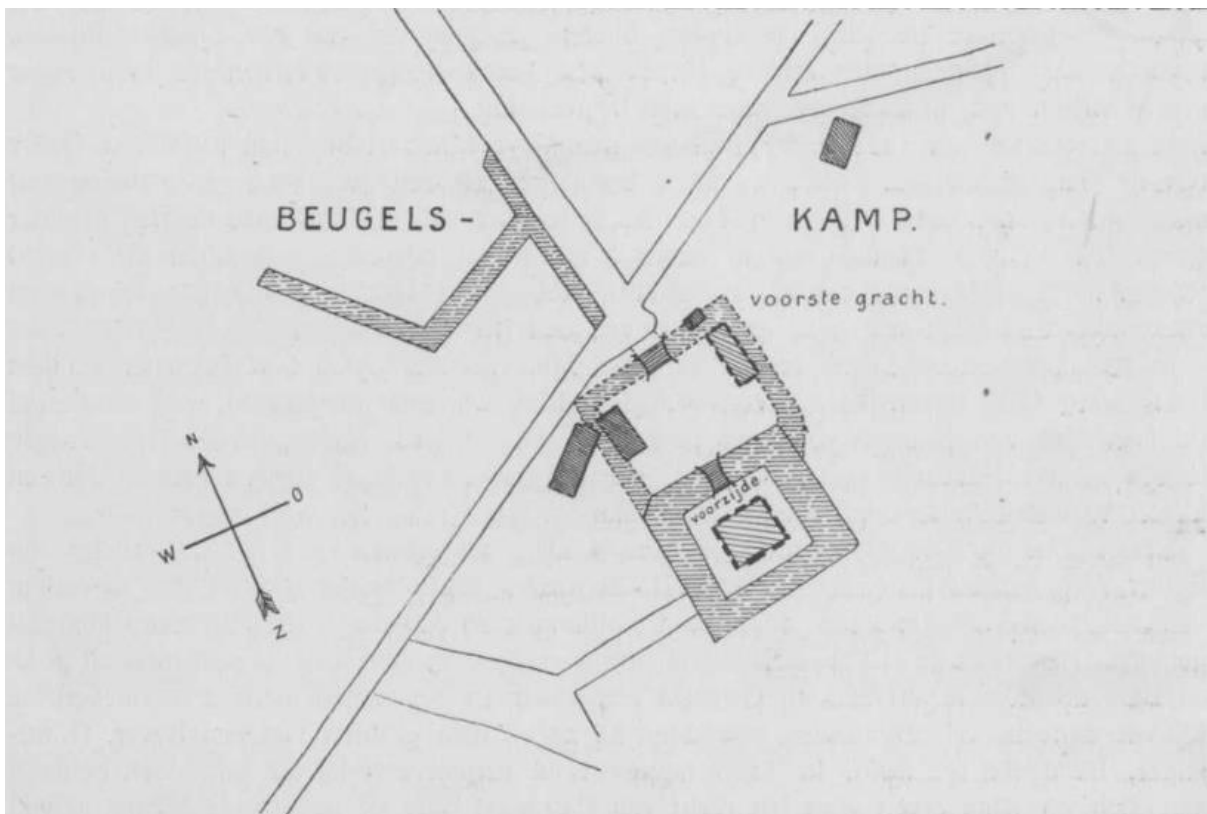 BEUGELS-
KAMP.
voorste gracht.
voorzijde.
N
O
W
Z